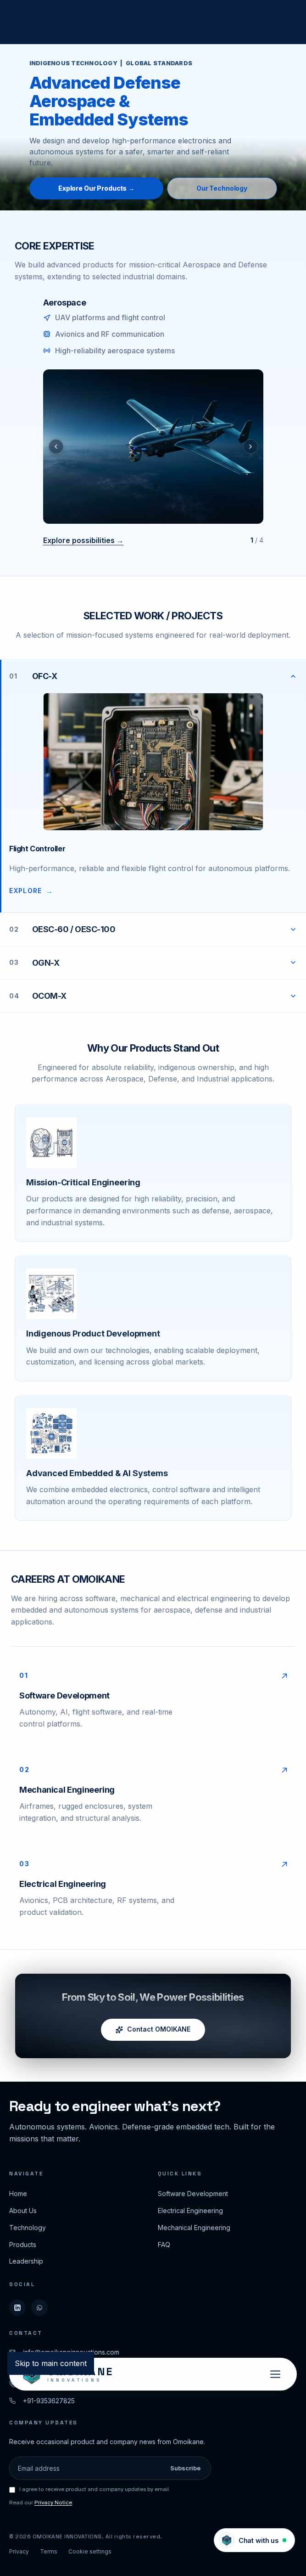 INDIGENOUS TECHNOLOGY | GLOBAL STANDARDS
Advanced Defense
Aerospace &
Embedded Systems
We design and develop high-performance electronics and
autonomous systems for a safer, smarter and self-reliant
future.
Explore Our Products →
Our Technology
CORE EXPERTISE
We build advanced products for mission-critical Aerospace and Defense
systems, extending to selected industrial domains.
Aerospace
UAV platforms and flight control
Avionics and RF communication
High-reliability aerospace systems
Explore possibilities →
1 / 4
SELECTED WORK / PROJECTS
A selection of mission-focused systems engineered for real-world deployment.
01 OFC-X
Flight Controller
High-performance, reliable and flexible flight control for autonomous platforms.
EXPLORE →
02 OESC-60 / OESC-100
03 OGN-X
04 OCOM-X
Why Our Products Stand Out
Engineered for absolute reliability, indigenous ownership, and high
performance across Aerospace, Defense, and Industrial applications.
Mission-Critical Engineering
Our products are designed for high reliability, precision, and
performance in demanding environments such as defense, aerospace,
and industrial systems.
Indigenous Product Development
We build and own our technologies, enabling scalable deployment,
customization, and licensing across global markets.
Advanced Embedded & AI Systems
We combine embedded electronics, control software and intelligent
automation around the operating requirements of each platform.
CAREERS AT OMOIKANE
We are hiring across software, mechanical and electrical engineering to develop
embedded and autonomous systems for aerospace, defense and industrial
applications.
01
Software Development
Autonomy, AI, flight software, and real-time
control platforms.
02
Mechanical Engineering
Airframes, rugged enclosures, system
integration, and structural analysis.
03
Electrical Engineering
Avionics, PCB architecture, RF systems, and
product validation.
From Sky to Soil, We Power Possibilities
Contact OMOIKANE
Ready to engineer what's next?
Autonomous systems. Avionics. Defense-grade embedded tech. Built for the
missions that matter.
NAVIGATE
Home
About Us
Technology
Products
Leadership
QUICK LINKS
Software Development
Electrical Engineering
Mechanical Engineering
FAQ
SOCIAL
CONTACT
Skip to main content
INNOVATIONS
+91-9353627825
COMPANY UPDATES
Receive occasional product and company news from Omoikane.
Email address
Subscribe
I agree to receive product and company updates by email.
Read our Privacy Notice.
© 2026 OMOIKANE INNOVATIONS. All rights reserved.
Privacy Terms Cookie settings
Chat with us